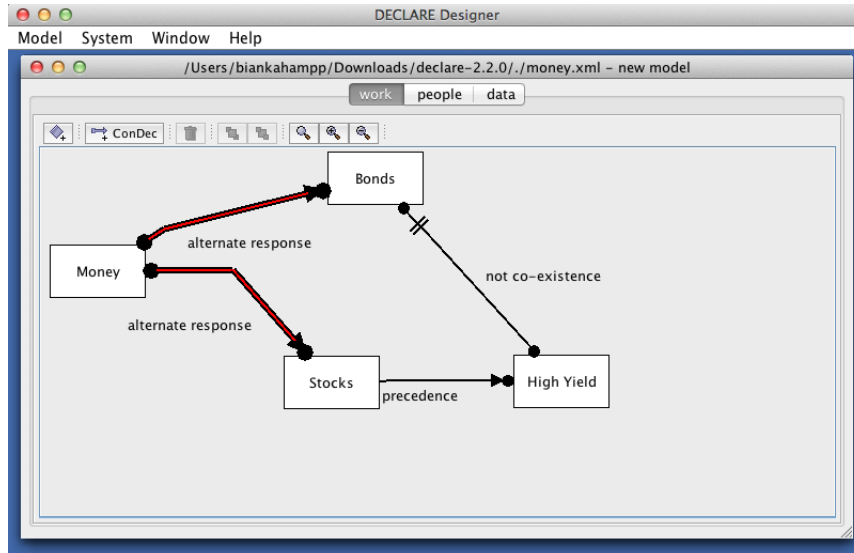 DECLARE Designer
Model System Window Help
/Users/biankahampp/Downloads/declare-2.2.0/./money.xml – new model
work people data
ConDec
Bonds
alternate response
Money
not co-existence
alternate response
Stocks
High Yield
precedence